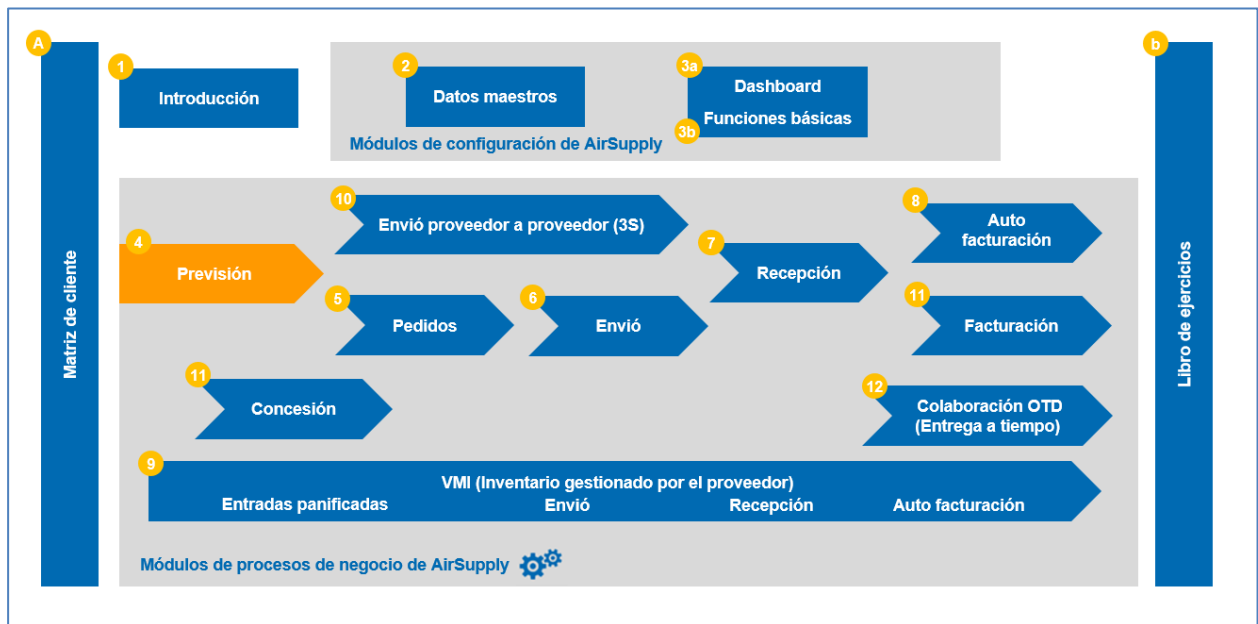 A
b
1
Introducción
2
Datos maestros
3a
Dashboard
Funciones básicas
3b
Módulos de configuración de AirSupply
Matriz de cliente
Libro de ejercicios
10
Envió proveedor a proveedor (3S)
8
Auto
facturación
4
Previsión
7
Recepción
5
Pedidos
6
Envió
11
Facturación
11
Concesión
12
Colaboración OTD
(Entrega a tiempo)
9
VMI (Inventario gestionado por el proveedor)
Entradas panificadas Envió Recepción Auto facturación
Módulos de procesos de negocio de AirSupply